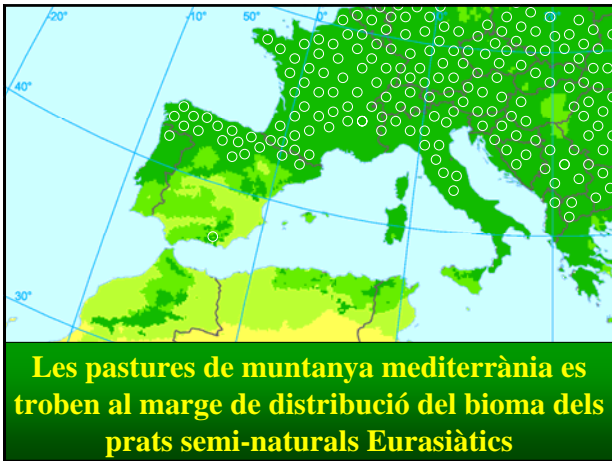 -20°
-10°
0°
40°
30°
Les pastures de muntanya mediterrània es
troben al marge de distribució del bioma dels
prats semi-naturals Eurasiàtics